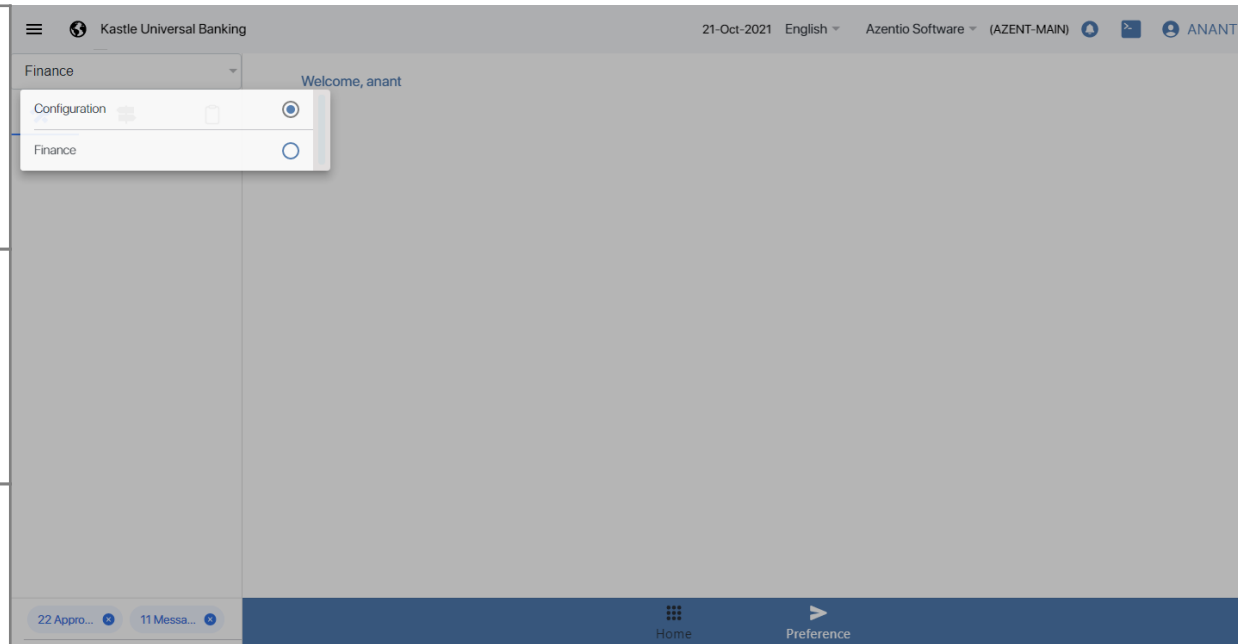 Kastle Universal Banking
21-Oct-2021 English Azentio Software (AZENT-MAIN) ANANT
Finance
Welcome, anant
Configuration
Finance
22 Appro... 11 Messa...
Home
Preference